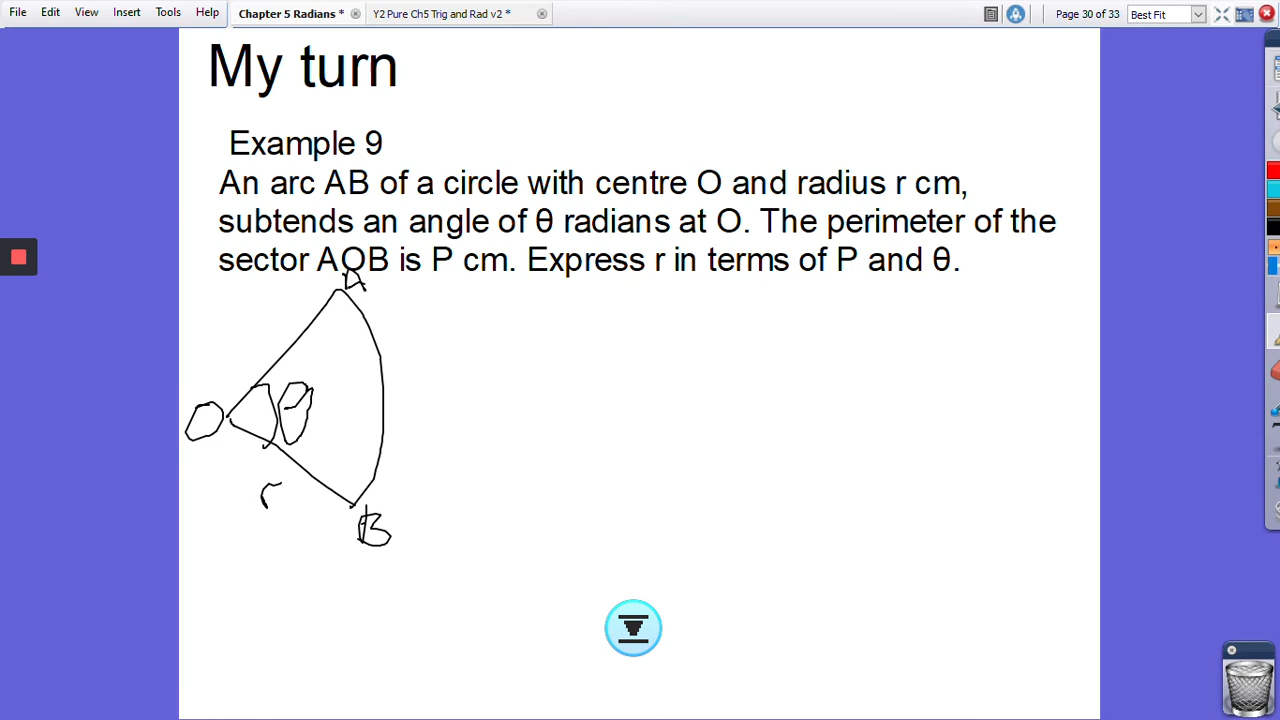 File Edit View Insert Tools Help Chapter 5 Radians * Y2 Pure Ch5 Trig and Rad v2 * Page 30 of 33 Best Fit
My turn
Example 9
An arc AB of a circle with centre O and radius r cm,
subtends an angle of θ radians at O. The perimeter of the
sector AOB is P cm. Express r in terms of P and θ.
A
O θ
r
B